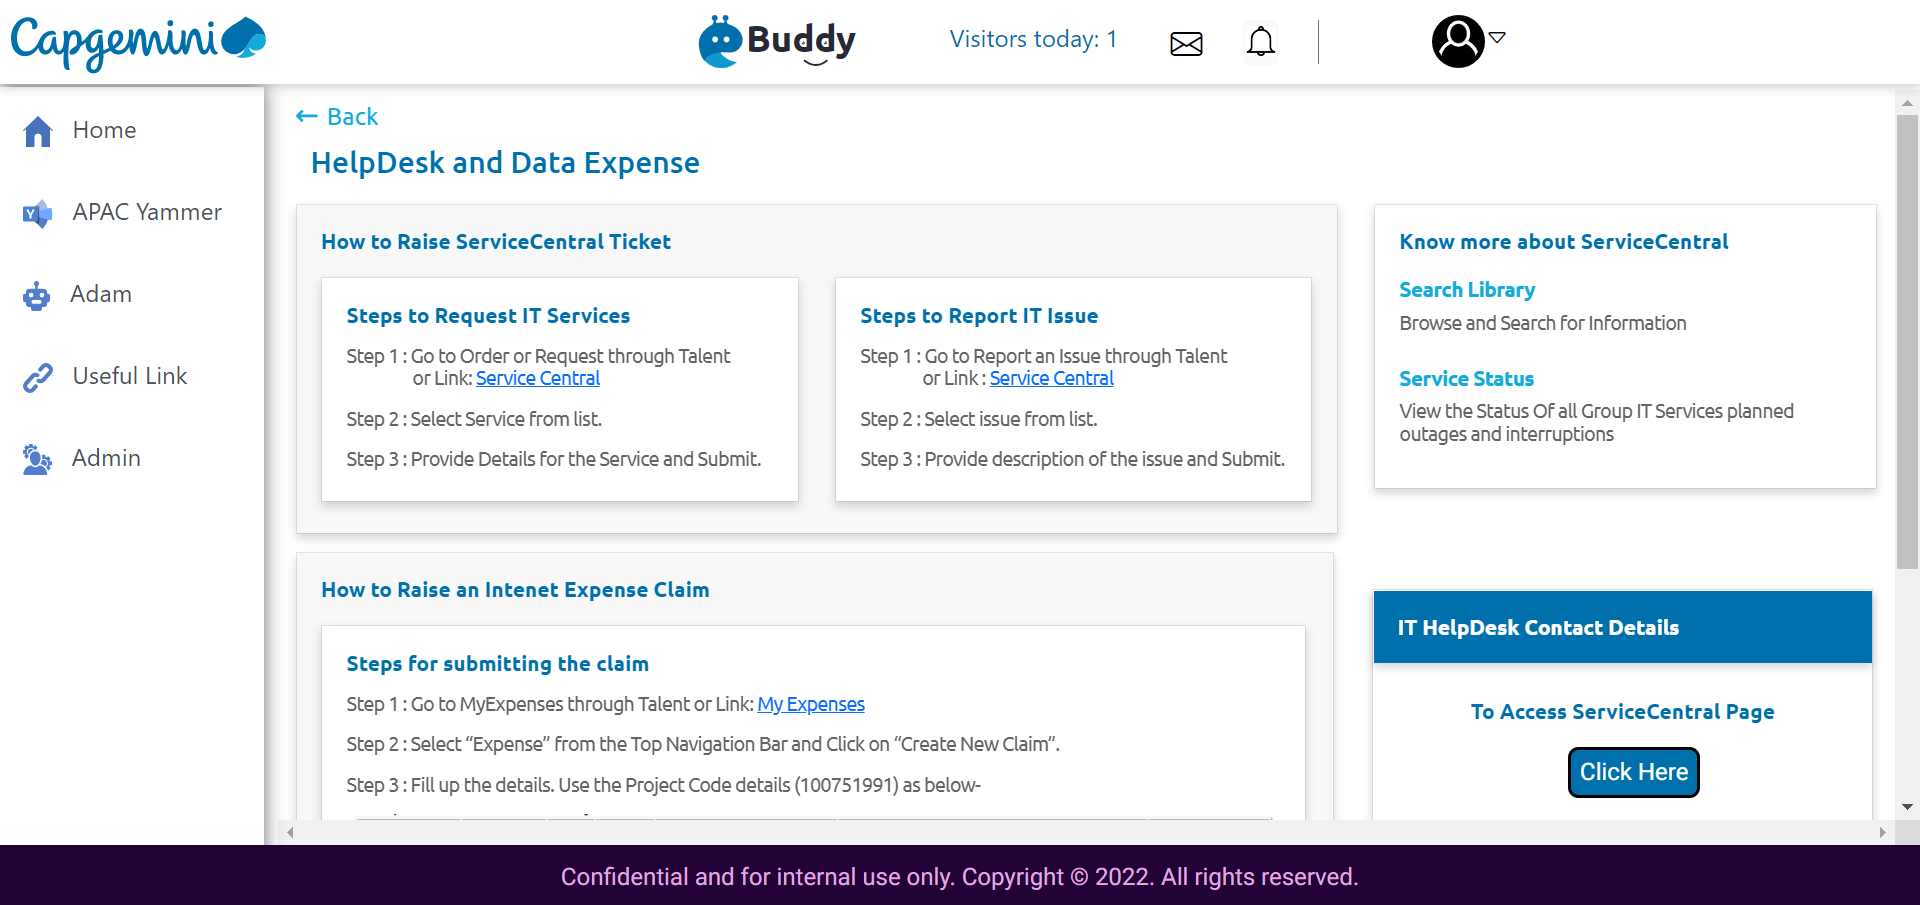 Capgemini
Buddy
Visitors today: 1
Home
APAC Yammer
Adam
Useful Link
Admin
← Back
HelpDesk and Data Expense
How to Raise ServiceCentral Ticket
Steps to Request IT Services
Step 1 : Go to Order or Request through Talent
or Link: Service Central
Step 2 : Select Service from list.
Step 3 : Provide Details for the Service and Submit.
Steps to Report IT Issue
Step 1 : Go to Report an Issue through Talent
or Link : Service Central
Step 2 : Select issue from list.
Step 3 : Provide description of the issue and Submit.
How to Raise an Intenet Expense Claim
Steps for submitting the claim
Step 1 : Go to MyExpenses through Talent or Link: My Expenses
Step 2 : Select “Expense” from the Top Navigation Bar and Click on “Create New Claim”.
Step 3 : Fill up the details. Use the Project Code details (100751991) as below-
Know more about ServiceCentral
Search Library
Browse and Search for Information
Service Status
View the Status Of all Group IT Services planned
outages and interruptions
IT HelpDesk Contact Details
To Access ServiceCentral Page
Click Here
Confidential and for internal use only. Copyright © 2022. All rights reserved.